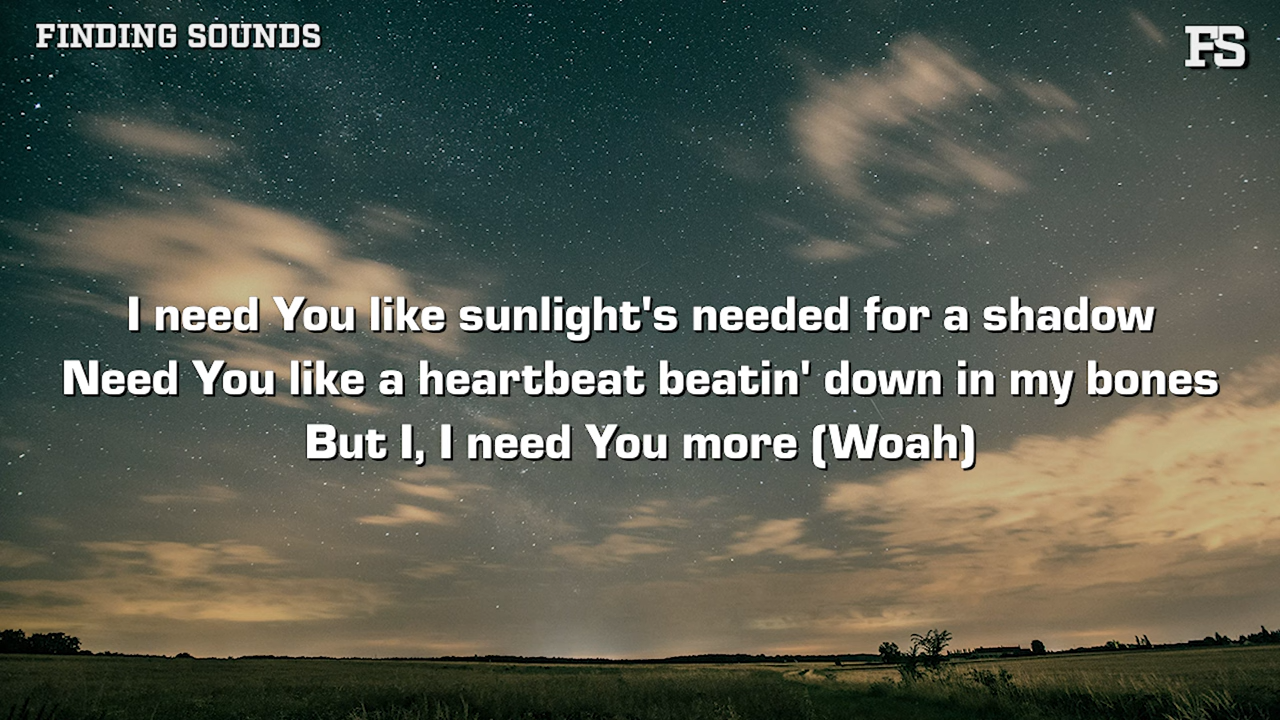 FINDING SOUNDS
FS
I need You like sunlight's needed for a shadow
Need You like a heartbeat beatin' down in my bones
But I, I need You more (Woah)